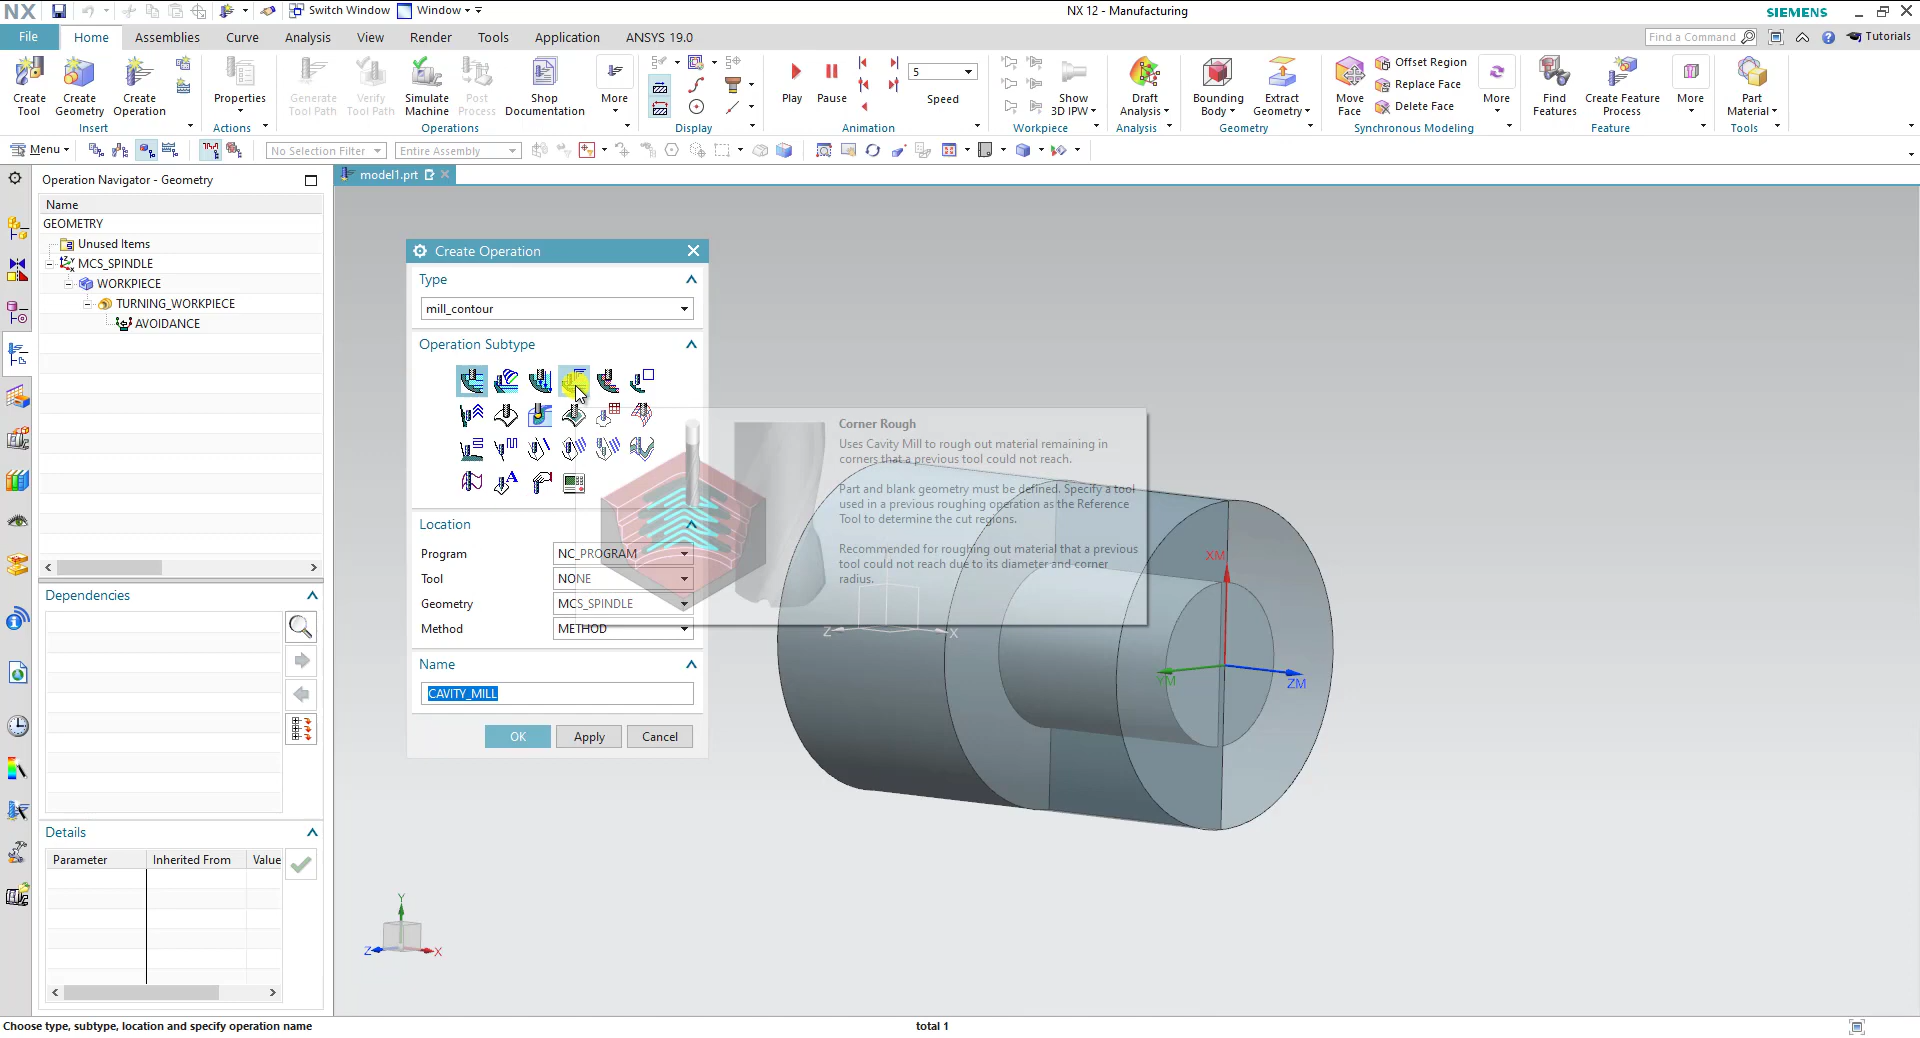 NX
Switch Window
Window
NX 12 - Manufacturing
SIEMENS
File
Home
Assemblies
Curve
Analysis
View
Render
Tools
Application
ANSYS 19.0
Find a Command
Tutorials
Create Tool
Create Geometry
Create Operation
Insert
Properties
Actions
Generate Tool Path
Verify Tool Path
Simulate Machine
Post Process
Shop Documentation
More
Operations
Display
Play
Pause
5
Speed
Animation
Show 3D IPW
Workpiece
Draft Analysis
Analysis
Bounding Body
Extract Geometry
Geometry
Move Face
Offset Region
Replace Face
Delete Face
More
Synchronous Modeling
Find Features
Create Feature Process
More
Feature
Part Material
Tools
Menu
No Selection Filter
Entire Assembly
Operation Navigator - Geometry
model1.prt
Name
GEOMETRY
Unused Items
MCS_SPINDLE
WORKPIECE
TURNING_WORKPIECE
AVOIDANCE
Dependencies
Details
Parameter
Inherited From
Value
Create Operation
Type
mill_contour
Operation Subtype
Location
Program
NC_PROGRAM
Tool
NONE
Geometry
MCS_SPINDLE
Method
METHOD
Name
CAVITY_MILL
OK
Apply
Cancel
Corner Rough
Uses Cavity Mill to rough out material remaining in
corners that a previous tool could not reach.
Part and blank geometry must be defined. Specify a tool
used in a previous roughing operation as the Reference
Tool to determine the cut regions.
Recommended for roughing out material that a previous
tool could not reach due to its diameter and corner
radius.
XM
YM
ZM
Z
X
Y
Z
X
Choose type, subtype, location and specify operation name
total 1